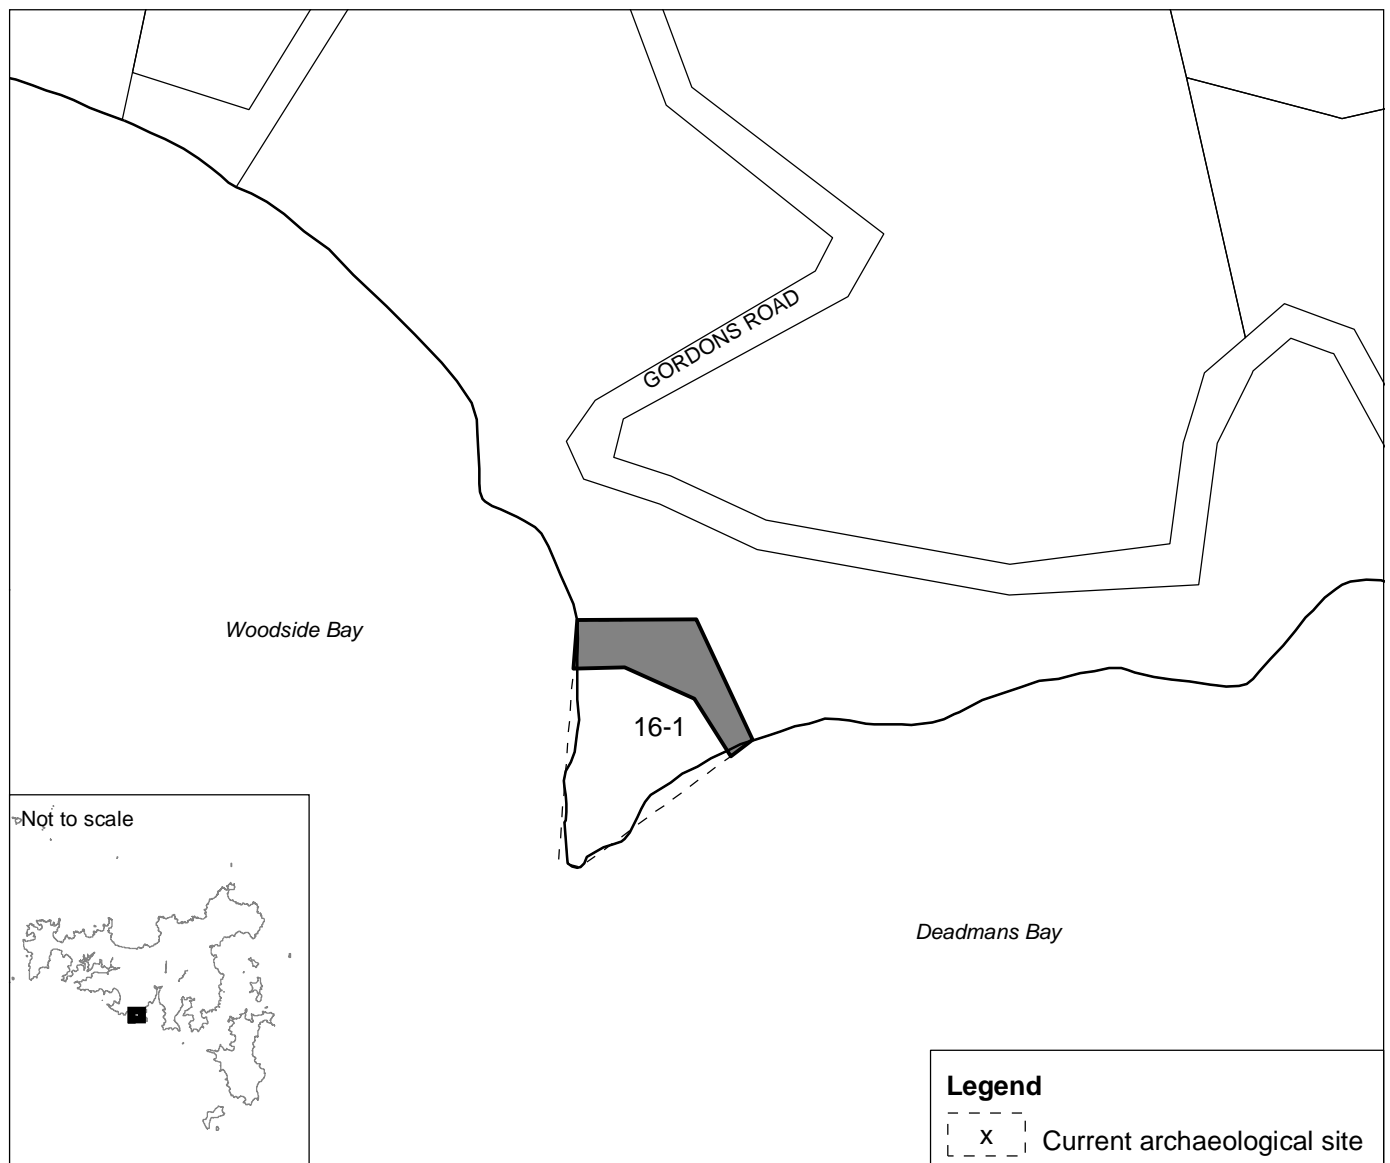 GORDONS ROAD
Woodside Bay
16-1
Not to scale
Deadmans Bay
Legend
x Current archaeological site